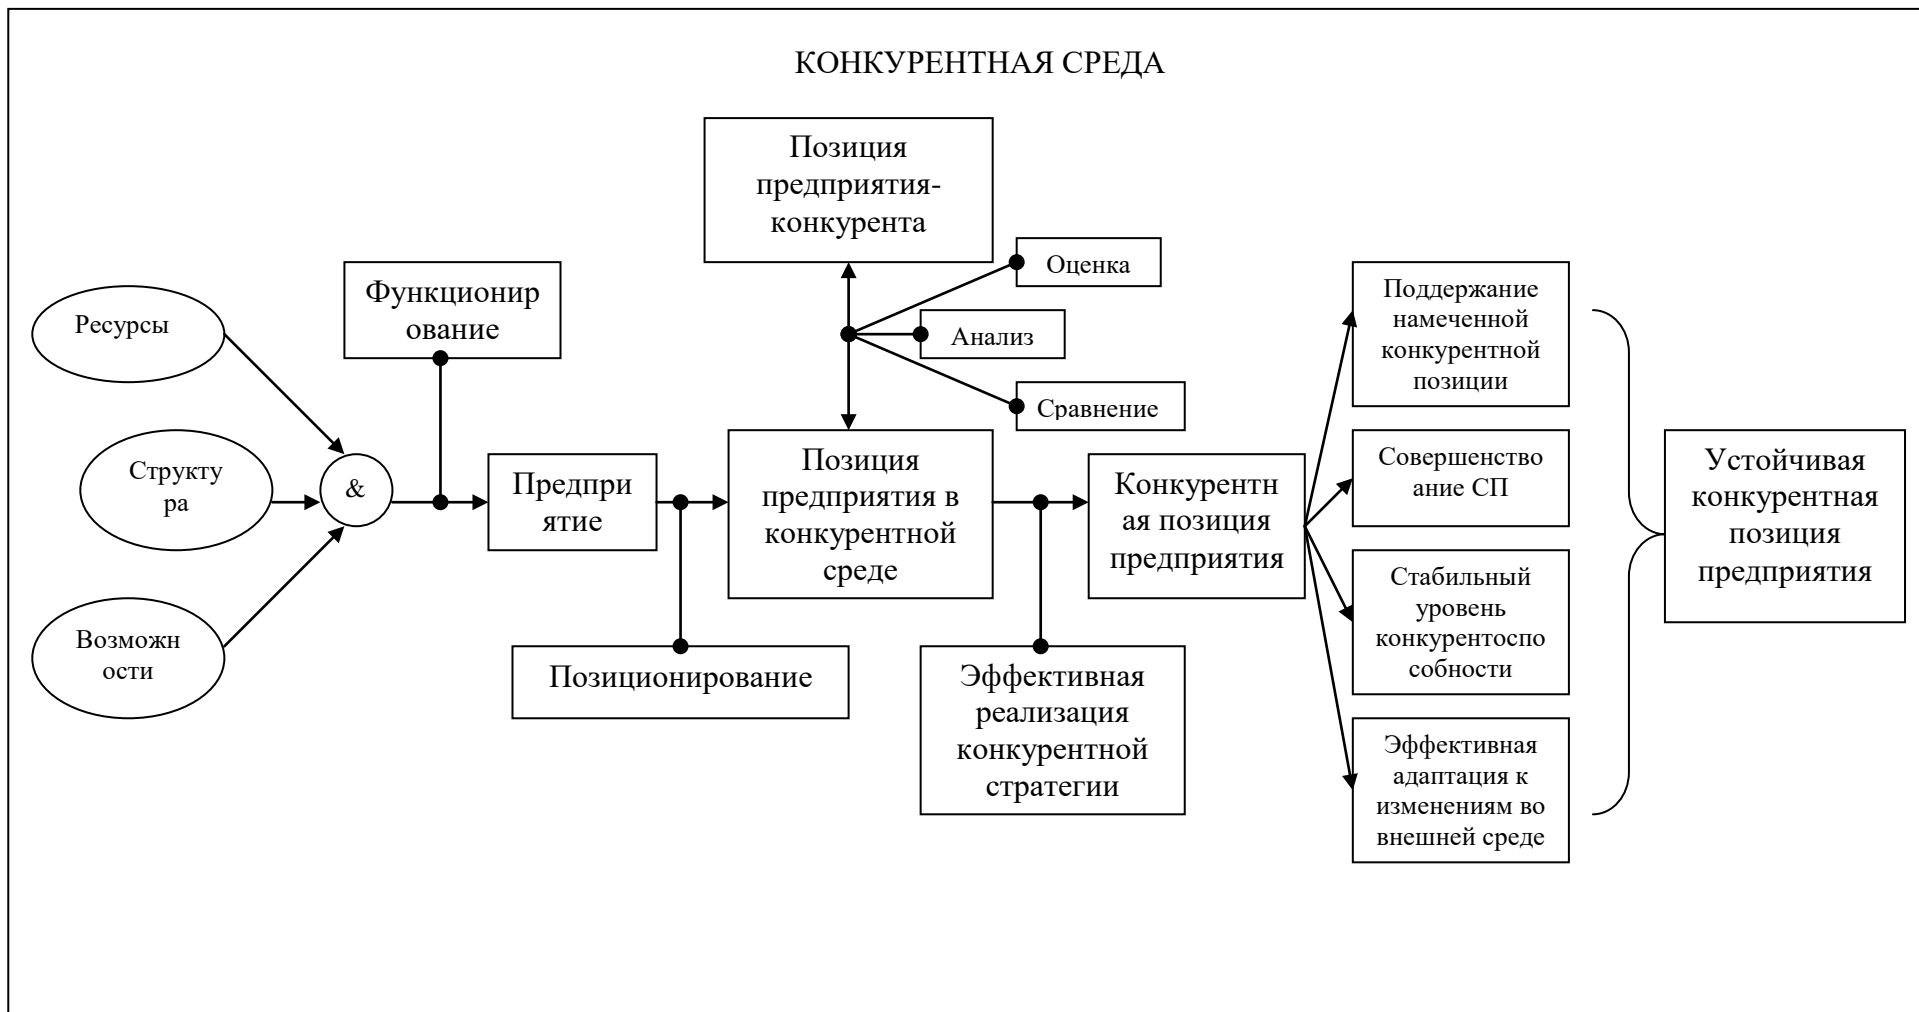 КОНКУРЕНТНАЯ СРЕДА
Позиция
предприятия-
конкурента
Оценка
Анализ
Сравнение
Функционир
ование
Ресурсы
Структу
ра
Возможн
ости
&
Предпри
ятие
Позиция
предприятия в
конкурентной
среде
Конкурентн
ая позиция
предприятия
Позиционирование
Эффективная
реализация
конкурентной
стратегии
Поддержание
намеченной
конкурентной
позиции
Совершенство
ание СП
Стабильный
уровень
конкурентоспо
собности
Эффективная
адаптация к
изменениям во
внешней среде
Устойчивая
конкурентная
позиция
предприятия